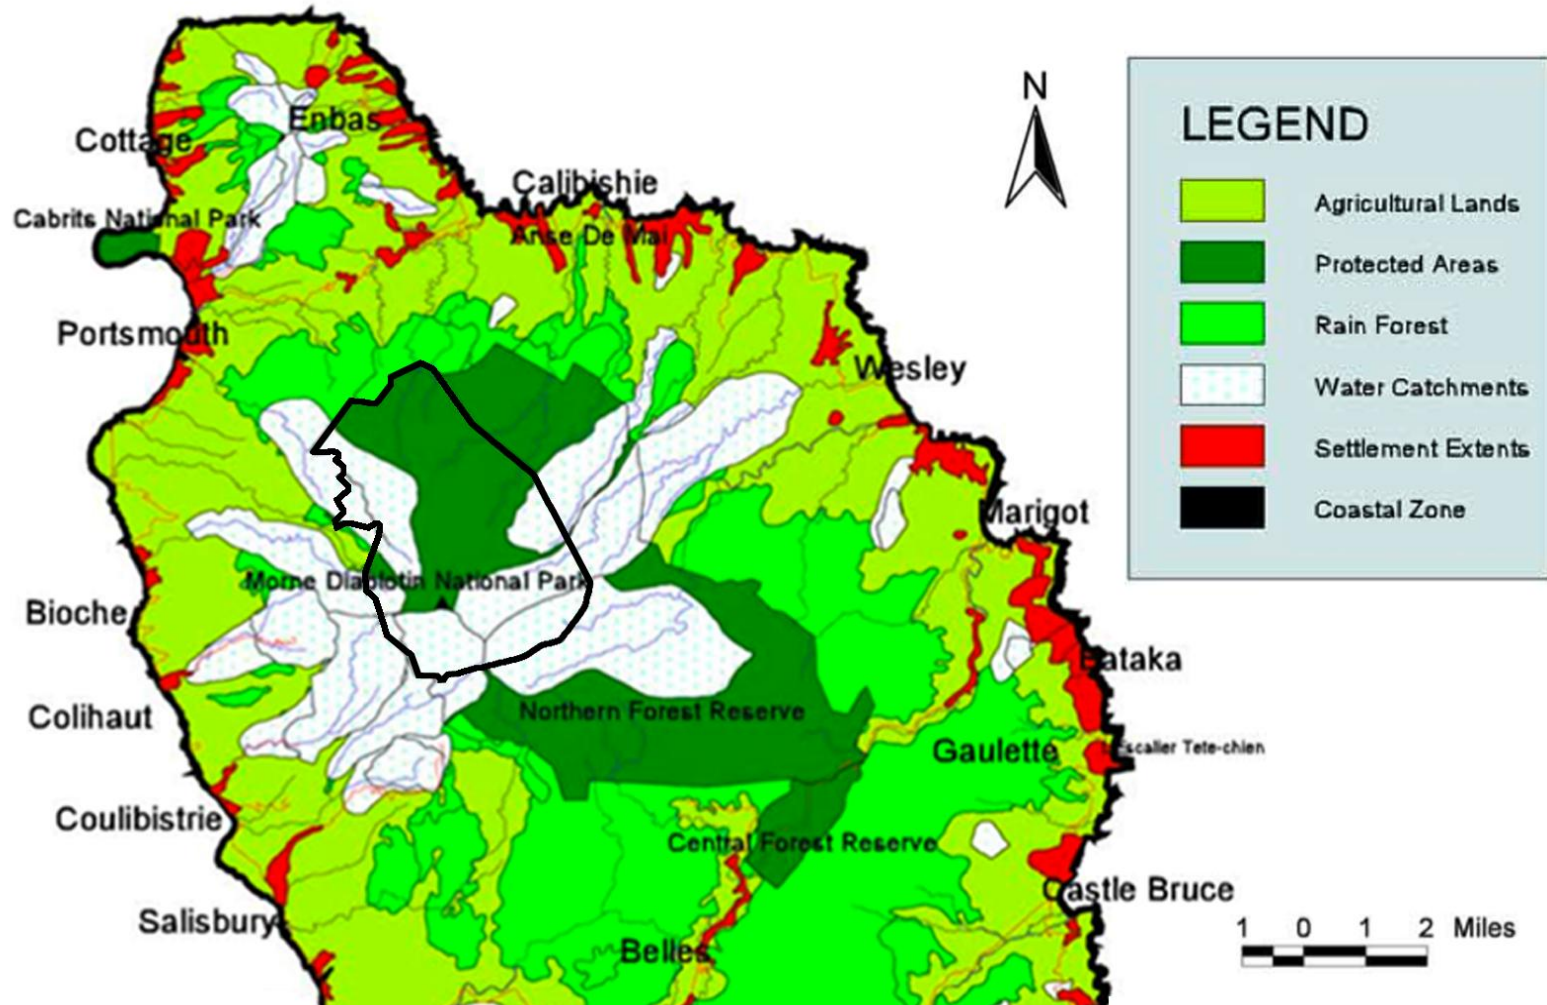 N
Enbas
Cottage
Calibishie
Cabrits National Park
Anse De Mai
Portsmouth
Wesley
Marigot
Morne Diablotin National Park
Bioche
Bataka
Northern Forest Reserve
Colihaut
Gaulette
L'Escalier Tete-chien
Coulibistrie
Central Forest Reserve
Castle Bruce
Salisbury
Belles
LEGEND
Agricultural Lands
Protected Areas
Rain Forest
Water Catchments
Settlement Extents
Coastal Zone
1 0 1 2 Miles